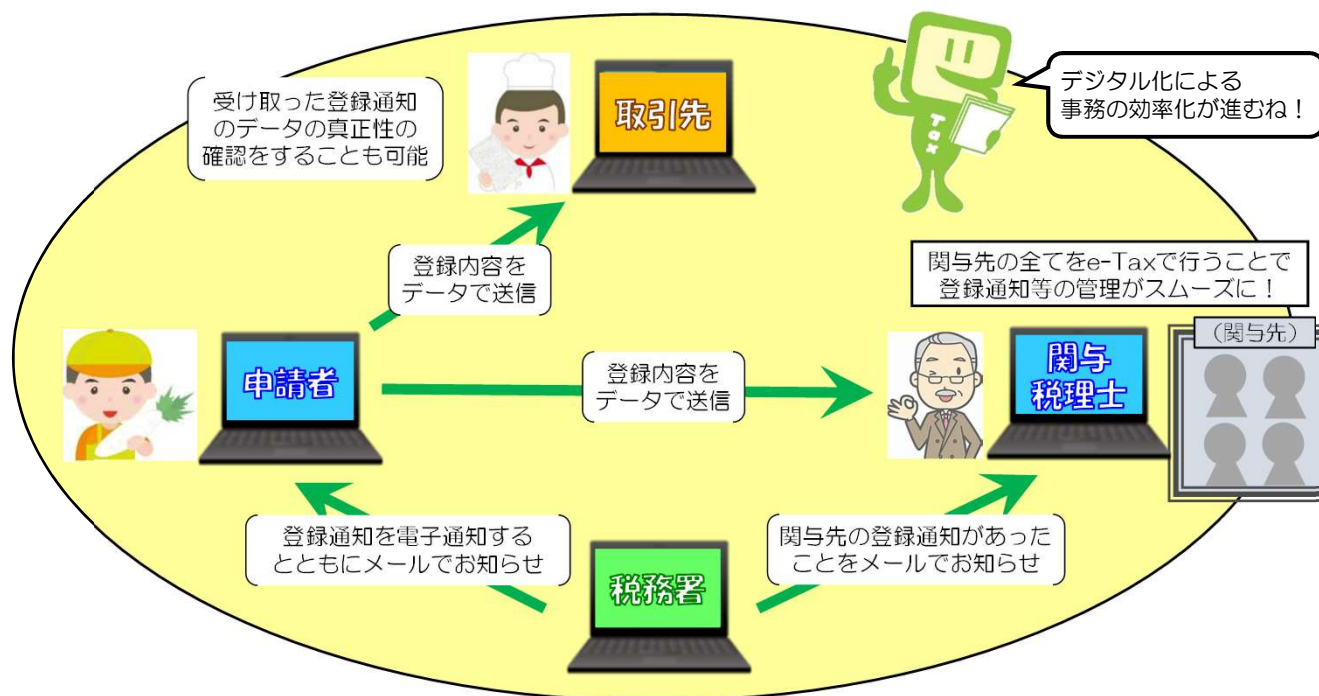 受け取った登録通知
のデータの真正性の
確認をすることも可能
取引先
Tax
デジタル化による
事務の効率化が進むね！
登録内容を
データで送信
関与先の全てをe-Taxで行うことで
登録通知等の管理がスムーズに！
申請者
登録内容を
データで送信
関与
税理士
（関与先）
登録通知を電子通知する
とともにメールでお知らせ
税務署
関与先の登録通知があった
ことをメールでお知らせ